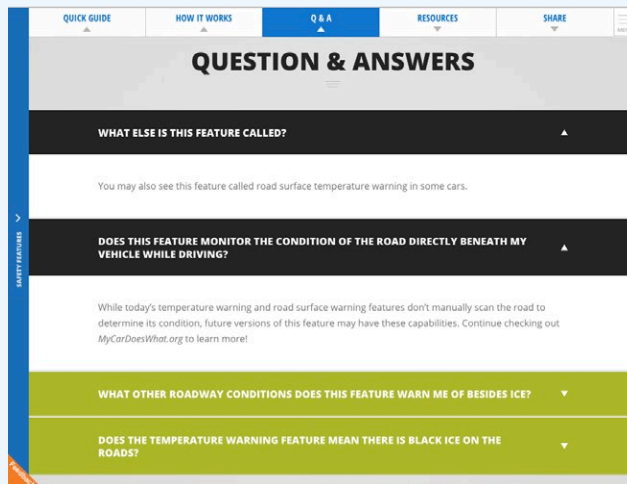 QUICK GUIDE
HOW IT WORKS
Q & A
RESOURCES
SHARE
QUESTION & ANSWERS
WHAT ELSE IS THIS FEATURE CALLED?
You may also see this feature called road surface temperature warning in some cars.
SAFETY FEATURES
DOES THIS FEATURE MONITOR THE CONDITION OF THE ROAD DIRECTLY BENEATH MY
VEHICLE WHILE DRIVING?
While today's temperature warning and road surface warning features don't manually scan the road to
determine its condition, future versions of this feature may have these capabilities. Continue checking out
MyCarDoesWhat.org to learn more!
WHAT OTHER ROADWAY CONDITIONS DOES THIS FEATURE WARN ME OF BESIDES ICE?
DOES THE TEMPERATURE WARNING FEATURE MEAN THERE IS BLACK ICE ON THE
ROADS?
Feedback